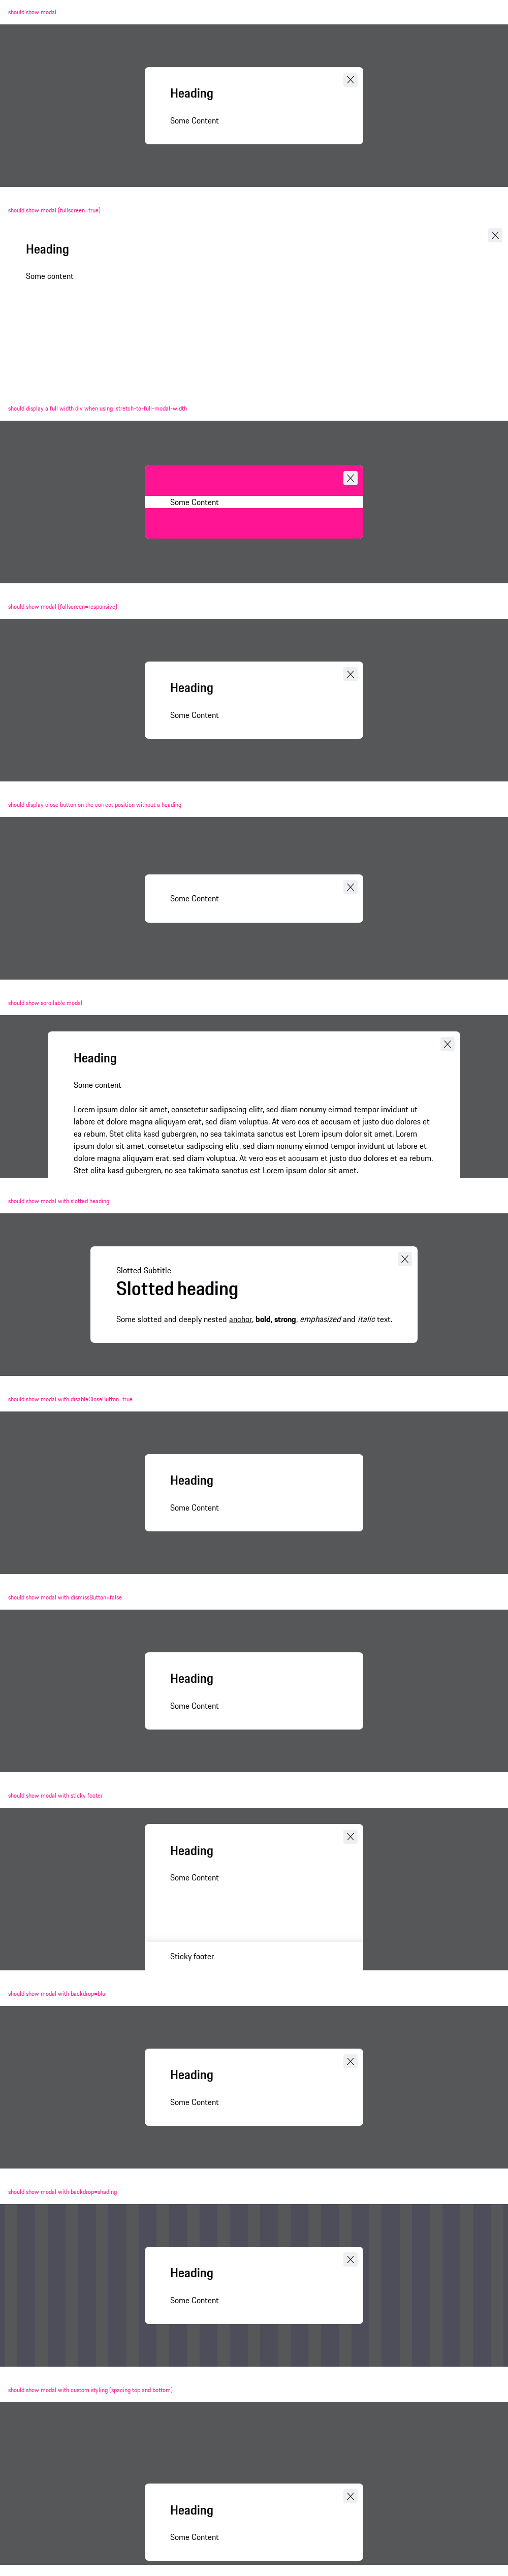 should show modal
Heading
Some Content
should show modal (fullscreen=true)
Heading
Some content
should display a full width div when using .stretch-to-full-modal-width
Some Content
should show modal (fullscreen=responsive)
Heading
Some Content
should display close button on the correct position without a heading
Some Content
should show scrollable modal
Heading
Some content
Lorem ipsum dolor sit amet, consetetur sadipscing elitr, sed diam nonumy eirmod tempor invidunt ut
labore et dolore magna aliquyam erat, sed diam voluptua. At vero eos et accusam et justo duo dolores et
ea rebum. Stet clita kasd gubergren, no sea takimata sanctus est Lorem ipsum dolor sit amet. Lorem
ipsum dolor sit amet, consetetur sadipscing elitr, sed diam nonumy eirmod tempor invidunt ut labore et
dolore magna aliquyam erat, sed diam voluptua. At vero eos et accusam et justo duo dolores et ea rebum.
Stet clita kasd gubergren, no sea takimata sanctus est Lorem ipsum dolor sit amet.
should show modal with slotted heading
Slotted Subtitle
Slotted heading
Some slotted and deeply nested anchor, bold, strong, emphasized and italic text.
should show modal with disableCloseButton=true
Heading
Some Content
should show modal with dismissButton=false
Heading
Some Content
should show modal with sticky footer
Heading
Some Content
Sticky footer
should show modal with backdrop=blur
Heading
Some Content
should show modal with backdrop=shading
Heading
Some Content
should show modal with custom styling (spacing top and bottom)
Heading
Some Content